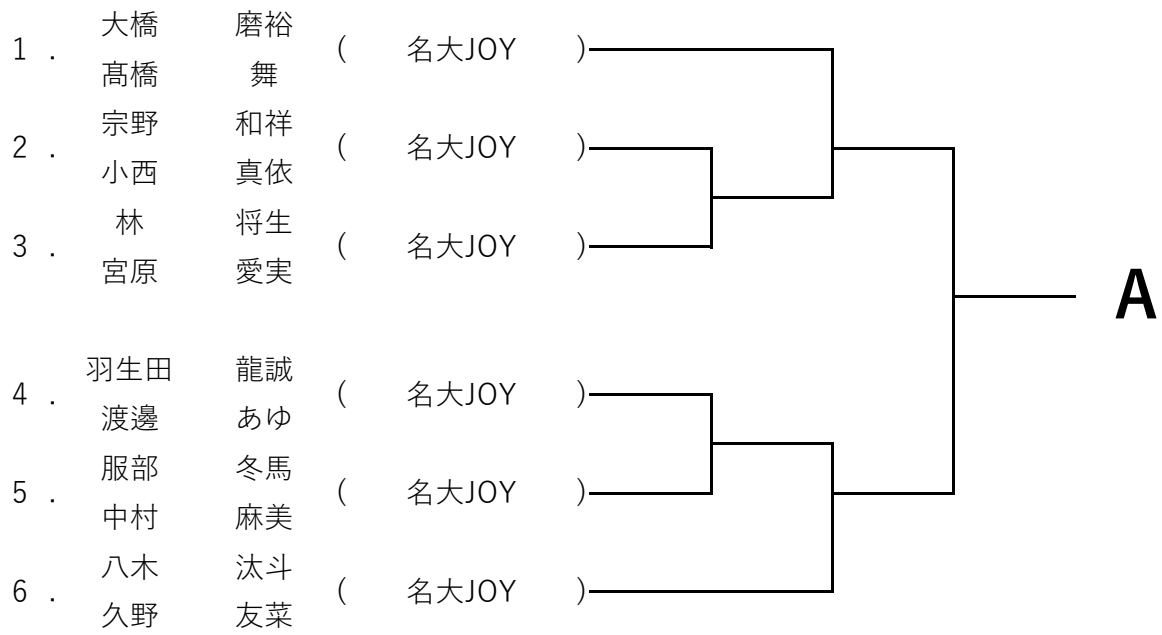 大橋 磨裕
1 . ( 名大JOY )
髙橋 舞
宗野 和祥
2 . ( 名大JOY )
小西 真依
林 将生
3 . ( 名大JOY )
宮原 愛実
A
羽生田 龍誠
4 . ( 名大JOY )
渡邊 あゆ
服部 冬馬
5 . ( 名大JOY )
中村 麻美
八木 汰斗
6 . ( 名大JOY )
久野 友菜